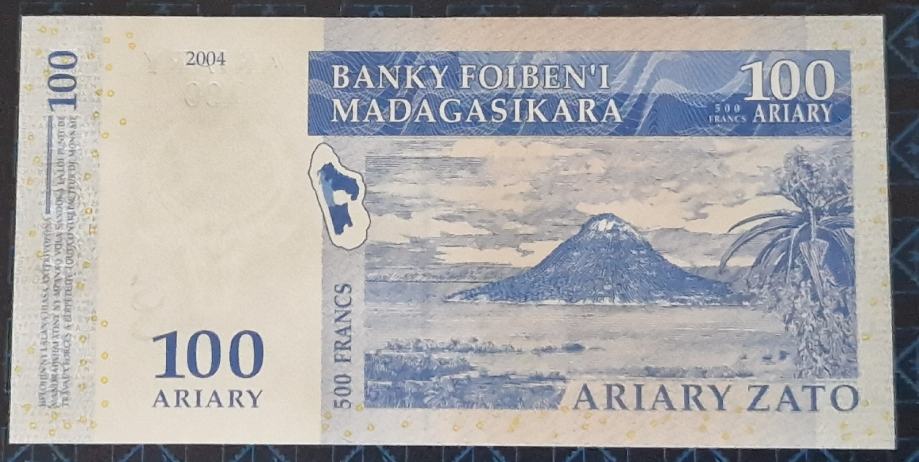 2004
BANKY FOIBEN'I
MADAGASIKARA
100
500
FRANCS
ARIARY
100
500 FRANCS
100
ARIARY
ARIARY ZATO